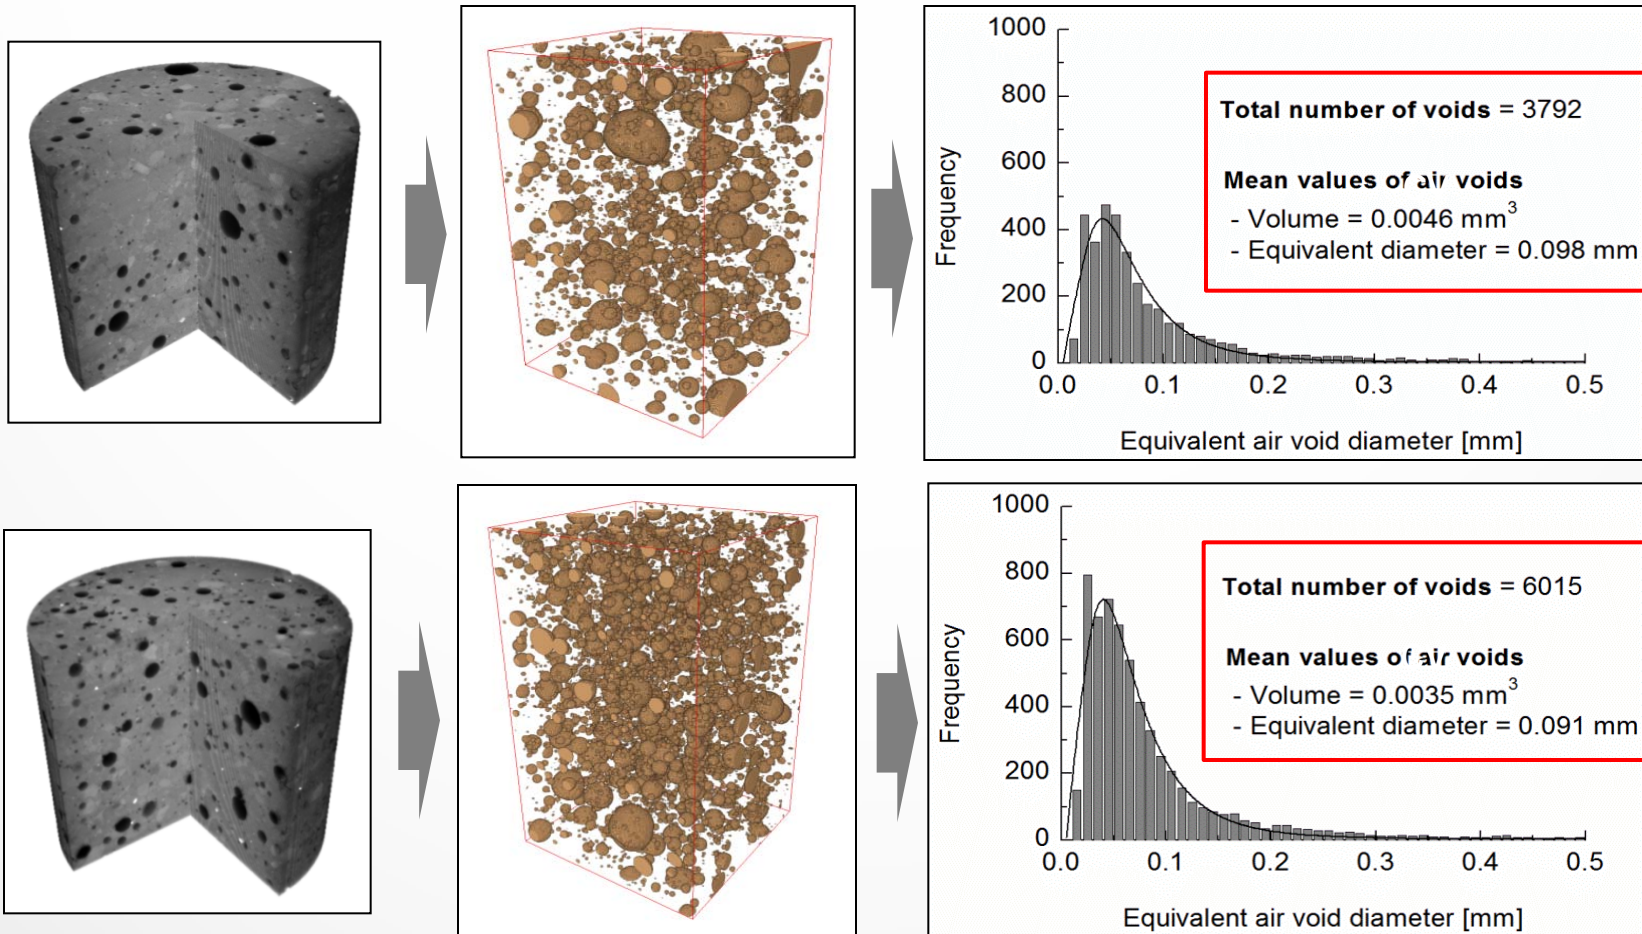 1000
800
600
400
200
0
Frequency
0.0 0.1 0.2 0.3 0.4 0.5
Equivalent air void diameter [mm]
Total number of voids = 3792
Mean values of air voids
- Volume = 0.0046 mm³
- Equivalent diameter = 0.098 mm
1000
800
600
400
200
0
Frequency
0.0 0.1 0.2 0.3 0.4 0.5
Equivalent air void diameter [mm]
Total number of voids = 6015
Mean values of air voids
- Volume = 0.0035 mm³
- Equivalent diameter = 0.091 mm